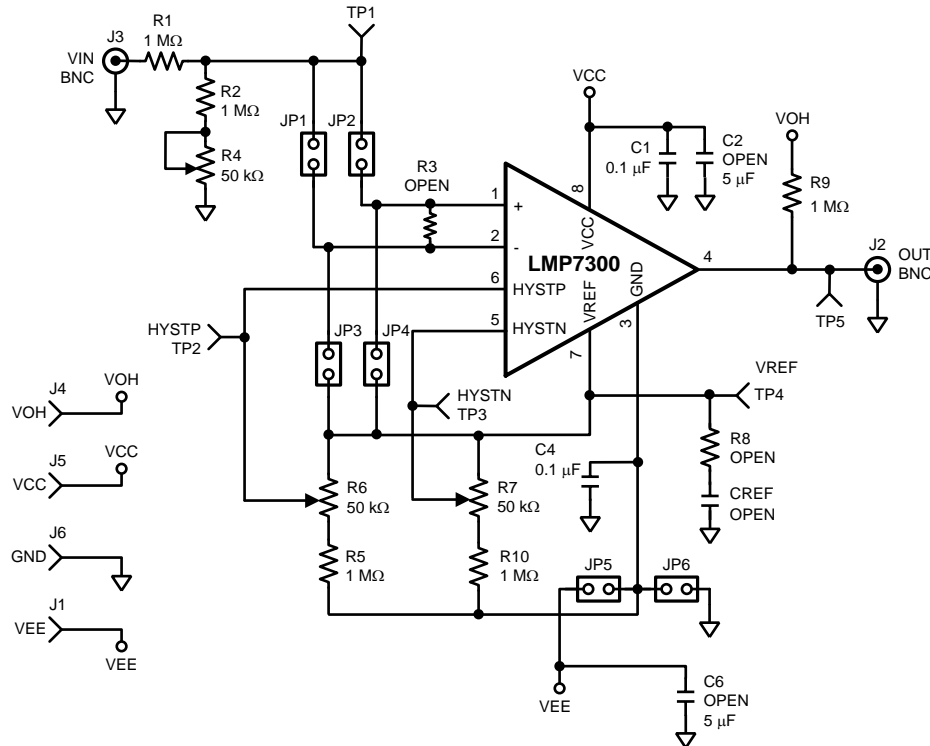 TP1
J3
VIN
BNC
R1
1 MΩ
R2
1 MΩ
R4
50 kΩ
JP1
JP2
R3
OPEN
VCC
C1
0.1 µF
C2
OPEN
5 µF
VOH
R9
1 MΩ
J2
OUT
BNC
TP5
1
+
2
-
6
HYSTP
5
HYSTN
8
VCC
LMP7300
GND
3
VREF
7
4
HYSTP
TP2
JP3
JP4
HYSTN
TP3
VREF
TP4
R8
OPEN
CREF
OPEN
C4
0.1 µF
R6
50 kΩ
R7
50 kΩ
R5
1 MΩ
R10
1 MΩ
JP5
JP6
VEE
C6
OPEN
5 µF
J4
VOH
VOH
J5
VCC
VCC
J6
GND
J1
VEE
VEE